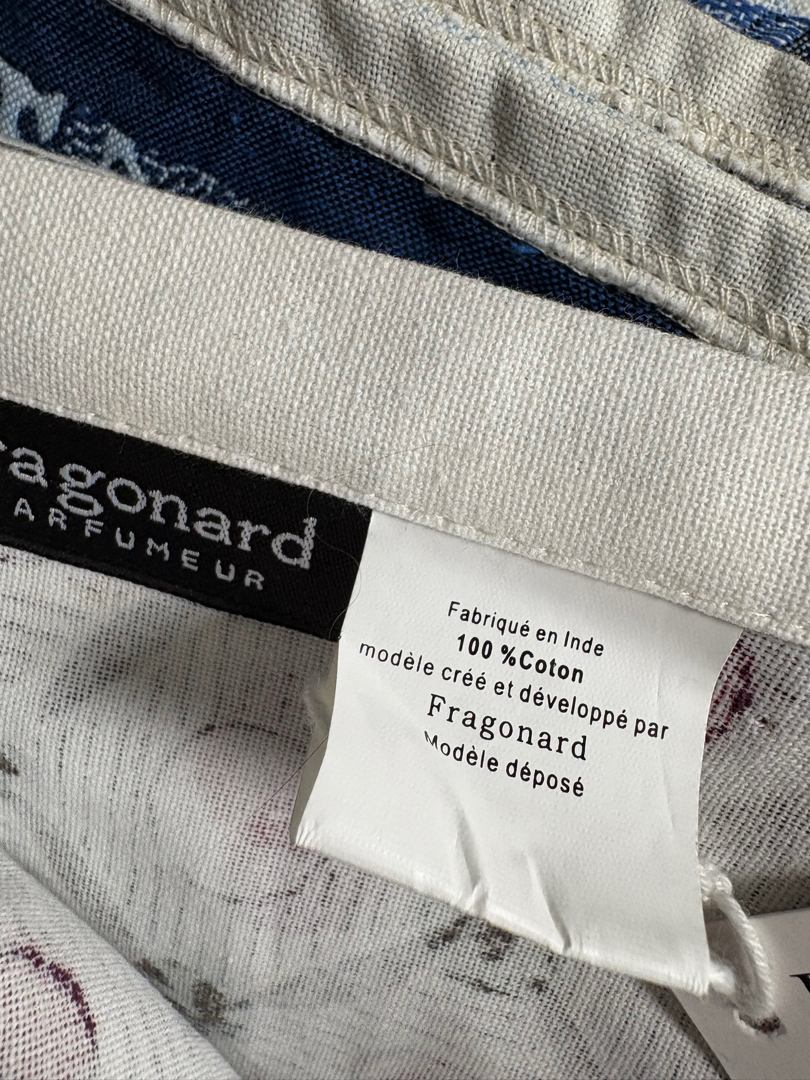 ragonard
ARFUMEUR
Fabriqué en Inde
100 %Coton
modèle créé et développé par
Fragonard
Modèle déposé